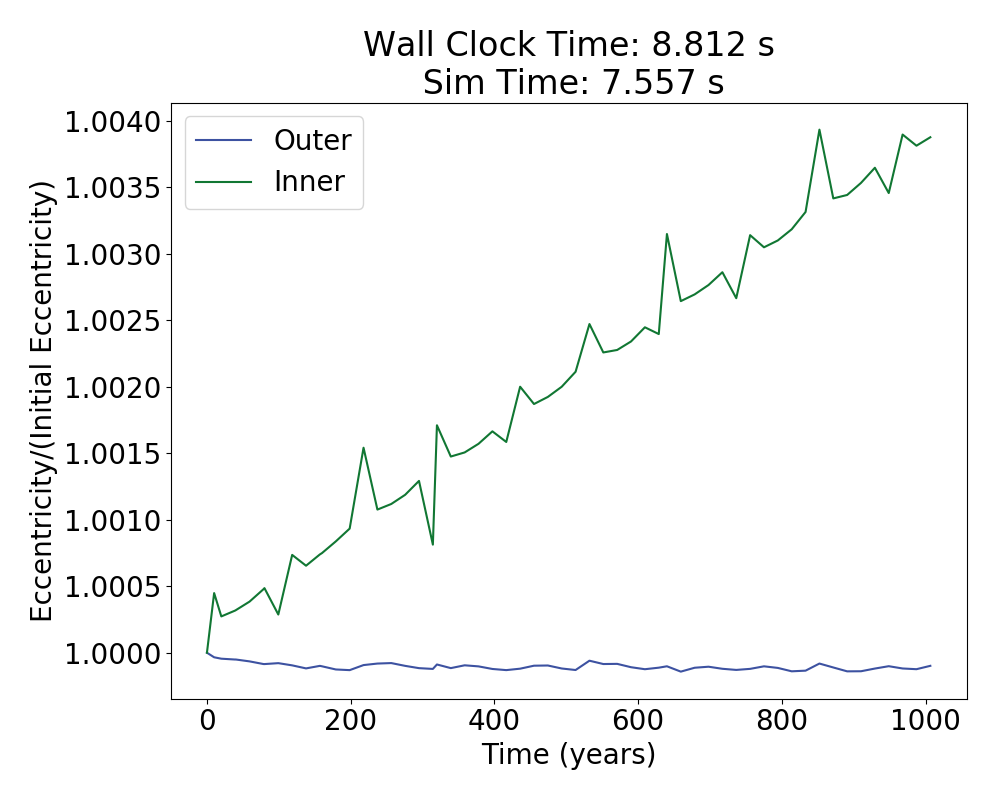 Wall Clock Time: 8.812 s
Sim Time: 7.557 s
Outer
Inner
Eccentricity/(Initial Eccentricity)
1.0040
1.0035
1.0030
1.0025
1.0020
1.0015
1.0010
1.0005
1.0000
0 200 400 600 800 1000
Time (years)